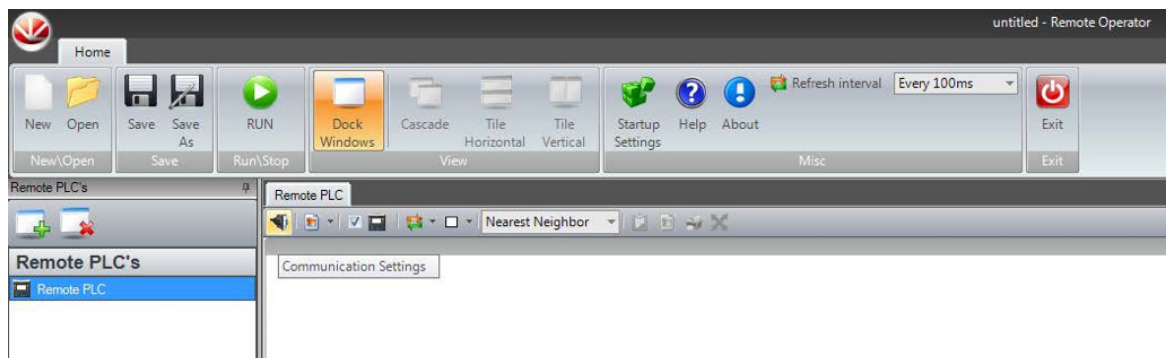 untitled - Remote Operator
Home
New Open Save Save As RUN Dock Windows Cascade Tile Horizontal Tile Vertical Startup Settings Help About Refresh interval Every 100ms Exit
New\Open Save Run\Stop View Misc Exit
Remote PLC's
Remote PLC
Nearest Neighbor
Remote PLC's
Communication Settings
Remote PLC